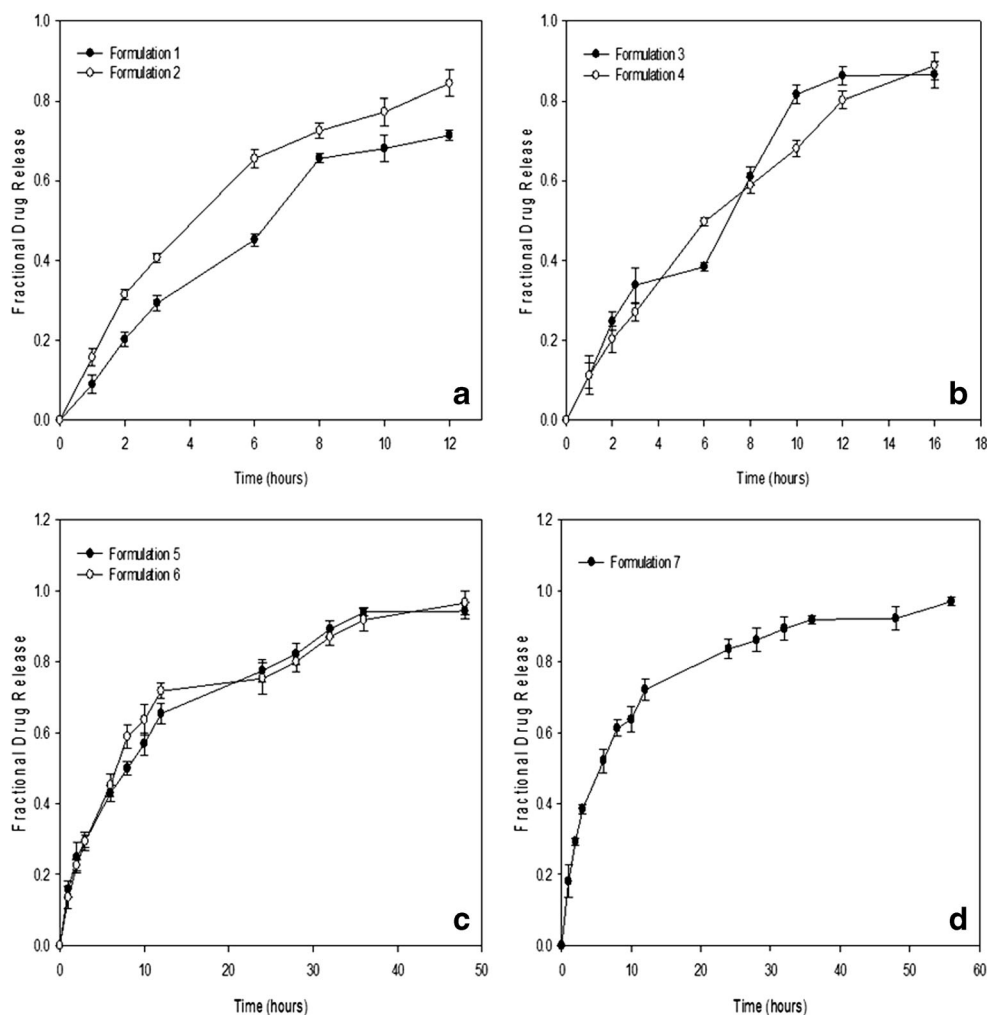 1.0
Formulation 1
Formulation 2
0.8
0.6
0.4
0.2
0.0
Fractional Drug Release
a
0 2 4 6 8 10 12
Time (hours)
1.0
Formulation 3
Formulation 4
0.8
0.6
0.4
0.2
0.0
Fractional Drug Release
b
0 2 4 6 8 10 12 14 16 18
Time (hours)
1.2
Formulation 5
Formulation 6
1.0
0.8
0.6
0.4
0.2
0.0
Fractional Drug Release
c
0 10 20 30 40 50
Time (hours)
1.2
Formulation 7
1.0
0.8
0.6
0.4
0.2
0.0
Fractional Drug Release
d
0 10 20 30 40 50 60
Time (hours)